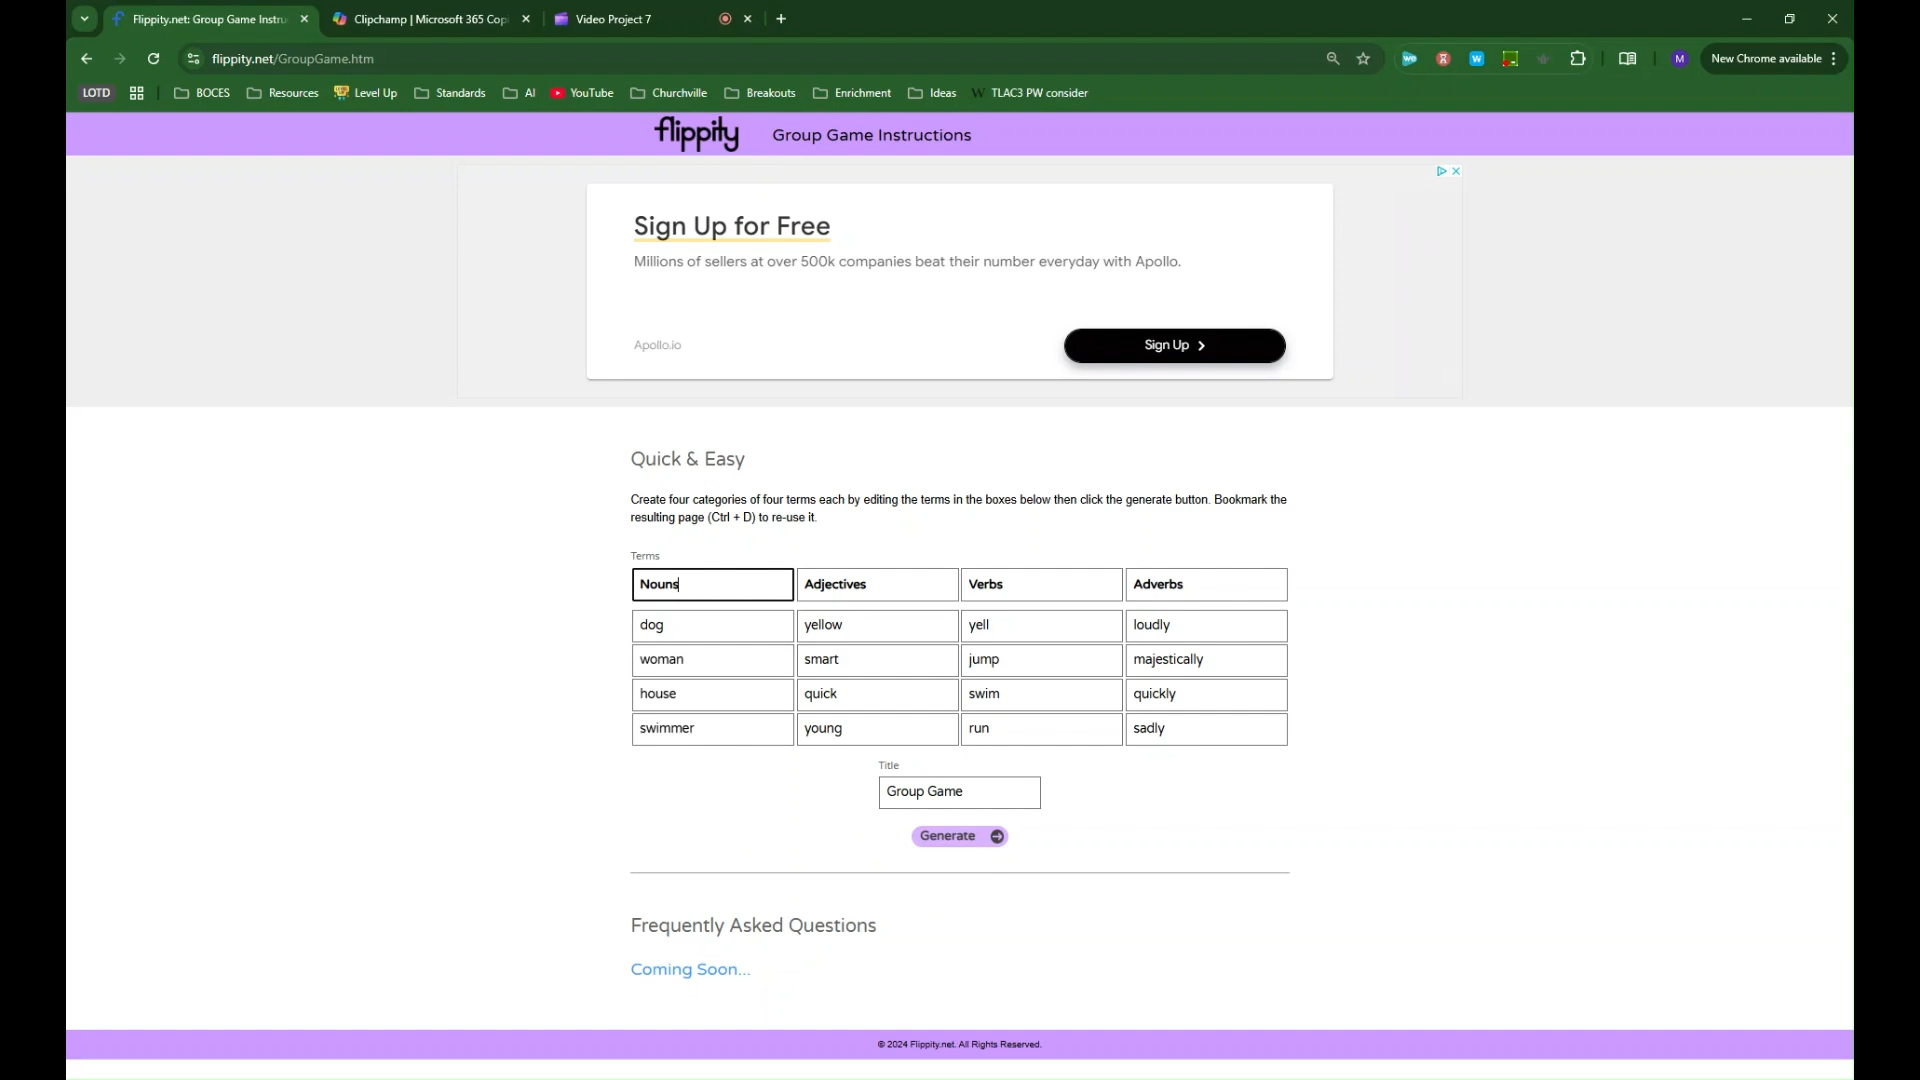 Flippity.net: Group Game Instru
Clipchamp | Microsoft 365 Copi
Video Project 7
flippity.net/GroupGame.htm
M
New Chrome available
LOTD
BOCES
Resources
Level Up
Standards
AI
YouTube
Churchville
Breakouts
Enrichment
Ideas
W TLAC3 PW consider
flippity
Group Game Instructions
Sign Up for Free
Millions of sellers at over 500k companies beat their number everyday with Apollo.
Apollo.io
Sign Up
Quick & Easy
Create four categories of four terms each by editing the terms in the boxes below then click the generate button. Bookmark the
resulting page (Ctrl + D) to re-use it.
Terms
Nouns Adjectives Verbs Adverbs
dog yellow yell loudly
woman smart jump majestically
house quick swim quickly
swimmer young run sadly
Title
Group Game
Generate
Frequently Asked Questions
Coming Soon...
© 2024 Flippity.net. All Rights Reserved.